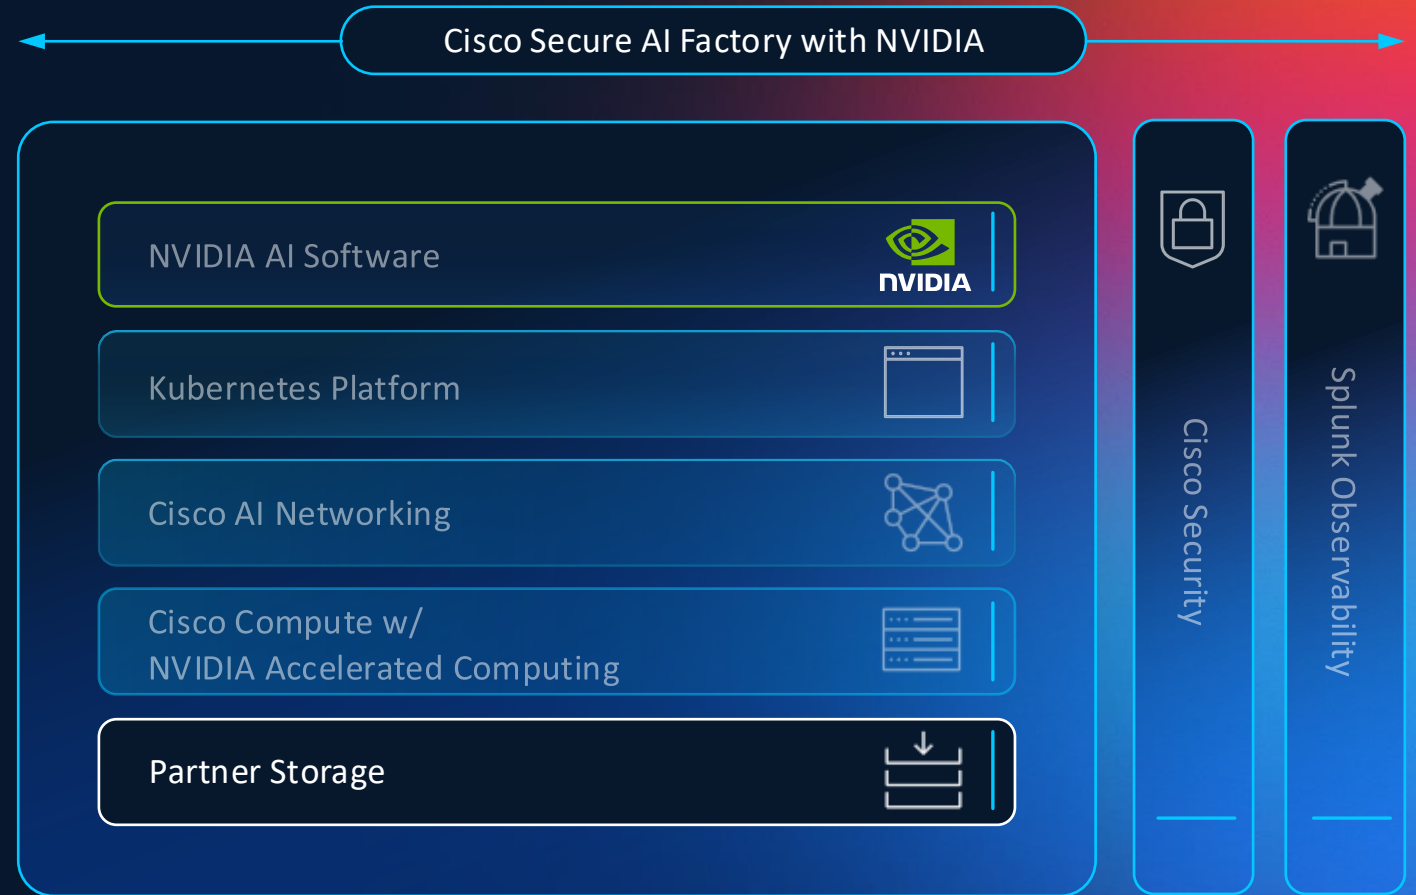 Cisco Secure AI Factory with NVIDIA
NVIDIA AI Software
NVIDIA
Kubernetes Platform
Cisco AI Networking
Cisco Compute w/
NVIDIA Accelerated Computing
Partner Storage
Cisco Security
Splunk Observability